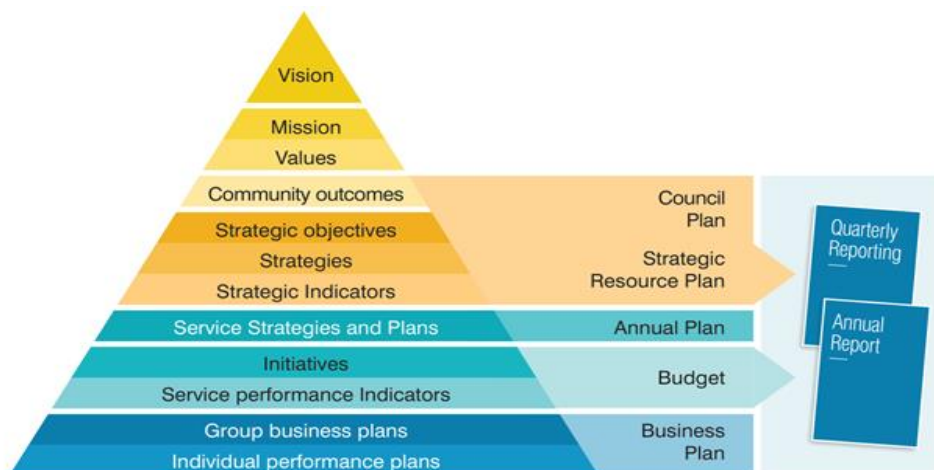 Vision
Mission
Values
Community outcomes
Strategic objectives
Strategies
Strategic Indicators
Service Strategies and Plans
Initiatives
Service performance Indicators
Group business plans
Individual performance plans
Council
Plan
Strategic
Resource Plan
Annual Plan
Budget
Business
Plan
Quarterly
Reporting
Annual
Report